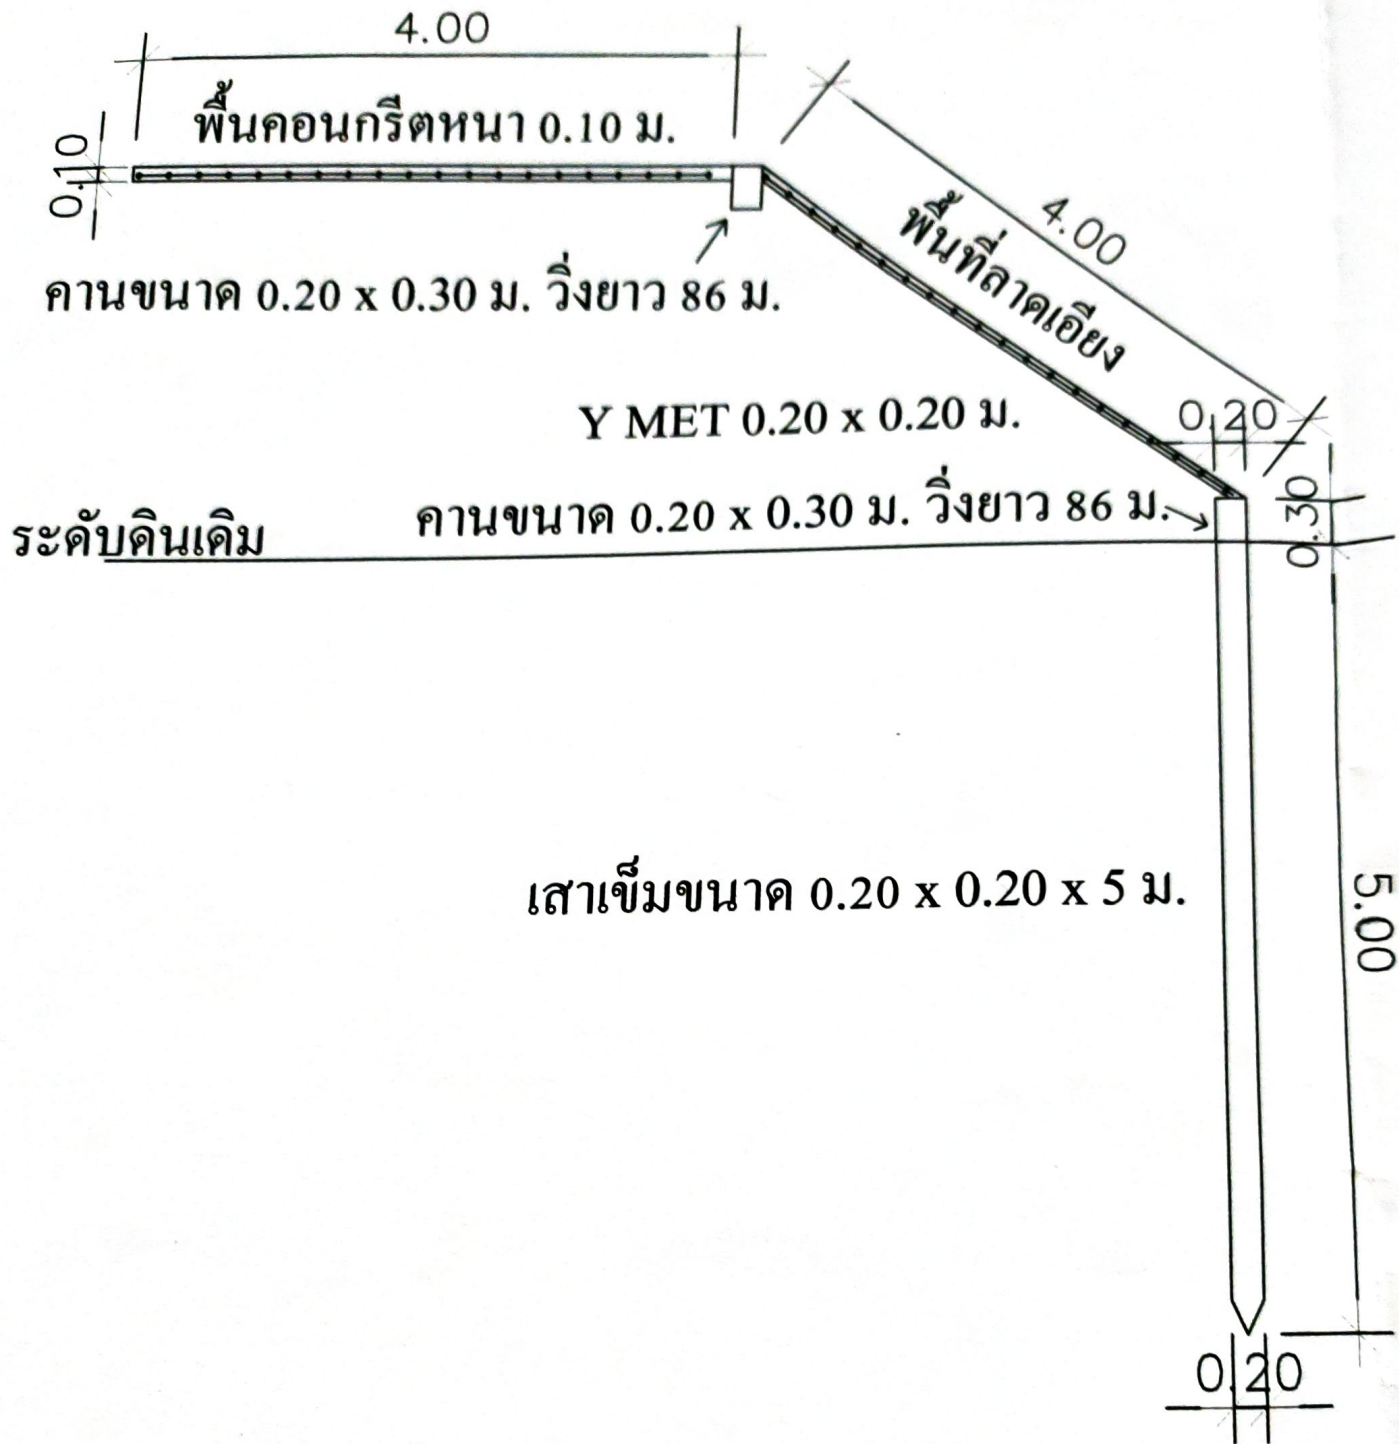 4.00
พื้นคอนกรีตหนา 0.10 ม.
0.10
4.00
พื้นที่ลาดเอียง
คานขนาด 0.20 x 0.30 ม. วิ่งยาว 86 ม.
Y MET 0.20 x 0.20 ม.
0.20
คานขนาด 0.20 x 0.30 ม. วิ่งยาว 86 ม.
0.30
ระดับดินเดิม
เสาเข็มขนาด 0.20 x 0.20 x 5 ม.
5.00
0.20